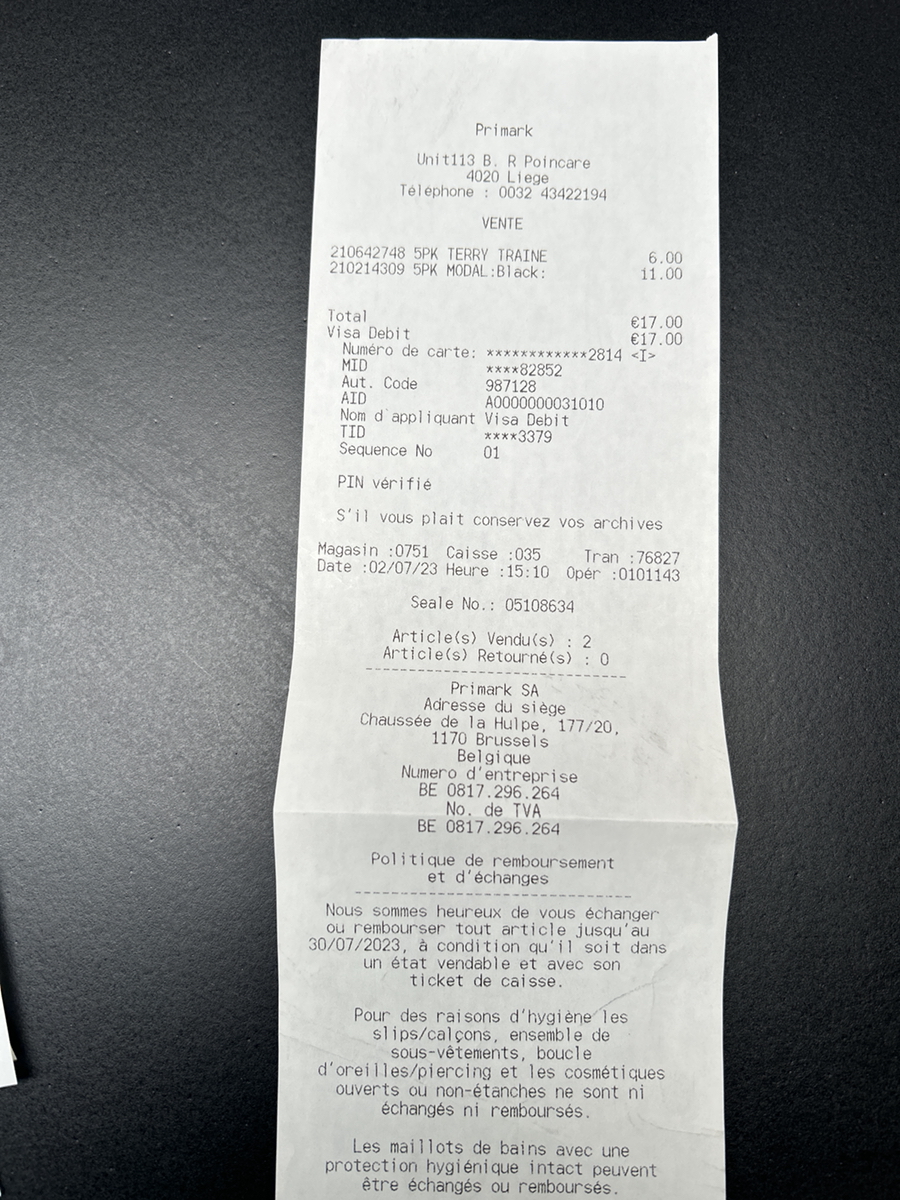 Primark
Unit113 B. R Poincare
4020 Liege
Téléphone : 0032 43422194
VENTE
210642748 5PK TERRY TRAINE 6.00
210214309 5PK MODAL:Black: 11.00
Total €17.00
Visa Debit €17.00
Numéro de carte: ************2814 <I>
MID ****82852
Aut. Code 987128
AID A0000000031010
Nom d'appliquant Visa Debit
TID ****3379
Sequence No 01
PIN vérifié
S'il vous plait conservez vos archives
Magasin :0751 Caisse :035 Tran :76827
Date :02/07/23 Heure :15:10 Opér :0101143
Seale No.: 05108634
Article(s) Vendu(s) : 2
Article(s) Retourné(s) : 0
Primark SA
Adresse du siège
Chaussée de la Hulpe, 177/20,
1170 Brussels
Belgique
Numero d'entreprise
BE 0817.296.264
No. de TVA
BE 0817.296.264
Politique de remboursement
et d'échanges
Nous sommes heureux de vous échanger
ou rembourser tout article jusqu'au
30/07/2023, à condition qu'il soit dans
un état vendable et avec son
ticket de caisse.
Pour des raisons d'hygiène les
slips/calçons, ensemble de
sous-vêtements, boucle
d'oreilles/piercing et les cosmétiques
ouverts ou non-étanches ne sont ni
échangés ni remboursés.
Les maillots de bains avec une
protection hygiénique intact peuvent
être échangés ou remboursés.